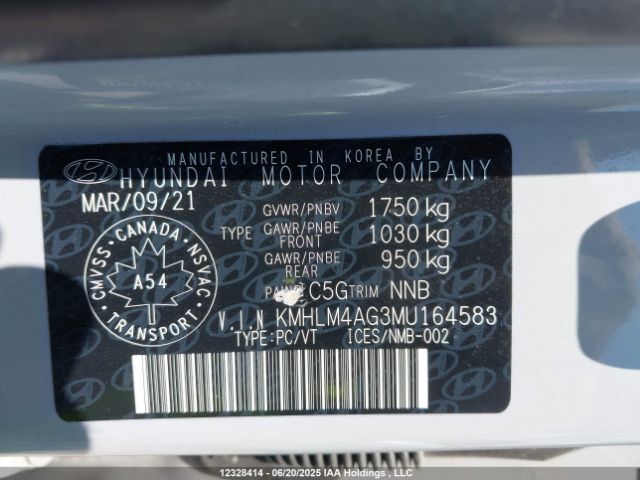 MANUFACTURED IN KOREA BY
HYUNDAI MOTOR COMPANY
MAR/09/21
GVWR/PNBV 1750 kg
TYPE GAWR/PNBE FRONT 1030 kg
GAWR/PNBE REAR 950 kg
C5G TRIM NNB
V.I.N KMHLM4AG3MU164583
TYPE:PC/VT ICES/NMB-002
CMVSS · CANADA · NSVAC
A54
TRANSPORT
12328414 - 06/20/2025 IAA Holdings , LLC